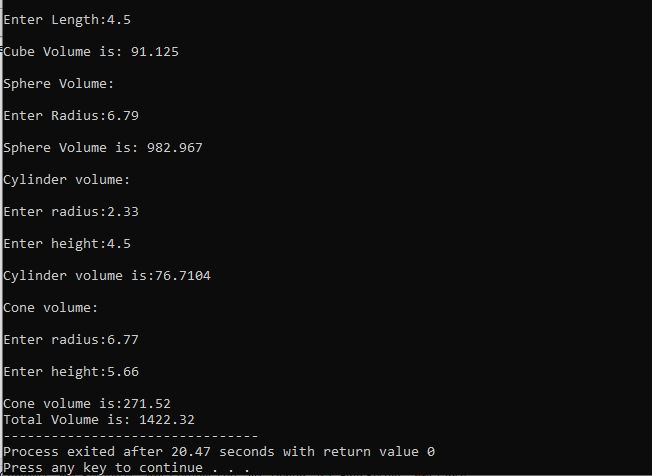 Enter Length:4.5
Cube Volume is: 91.125
Sphere Volume:
Enter Radius:6.79
Sphere Volume is: 982.967
Cylinder volume:
Enter radius:2.33
Enter height:4.5
Cylinder volume is:76.7104
Cone volume:
Enter radius:6.77
Enter height:5.66
Cone volume is:271.52
Total Volume is: 1422.32
--------------------------------
Process exited after 20.47 seconds with return value 0
Press any key to continue . . .